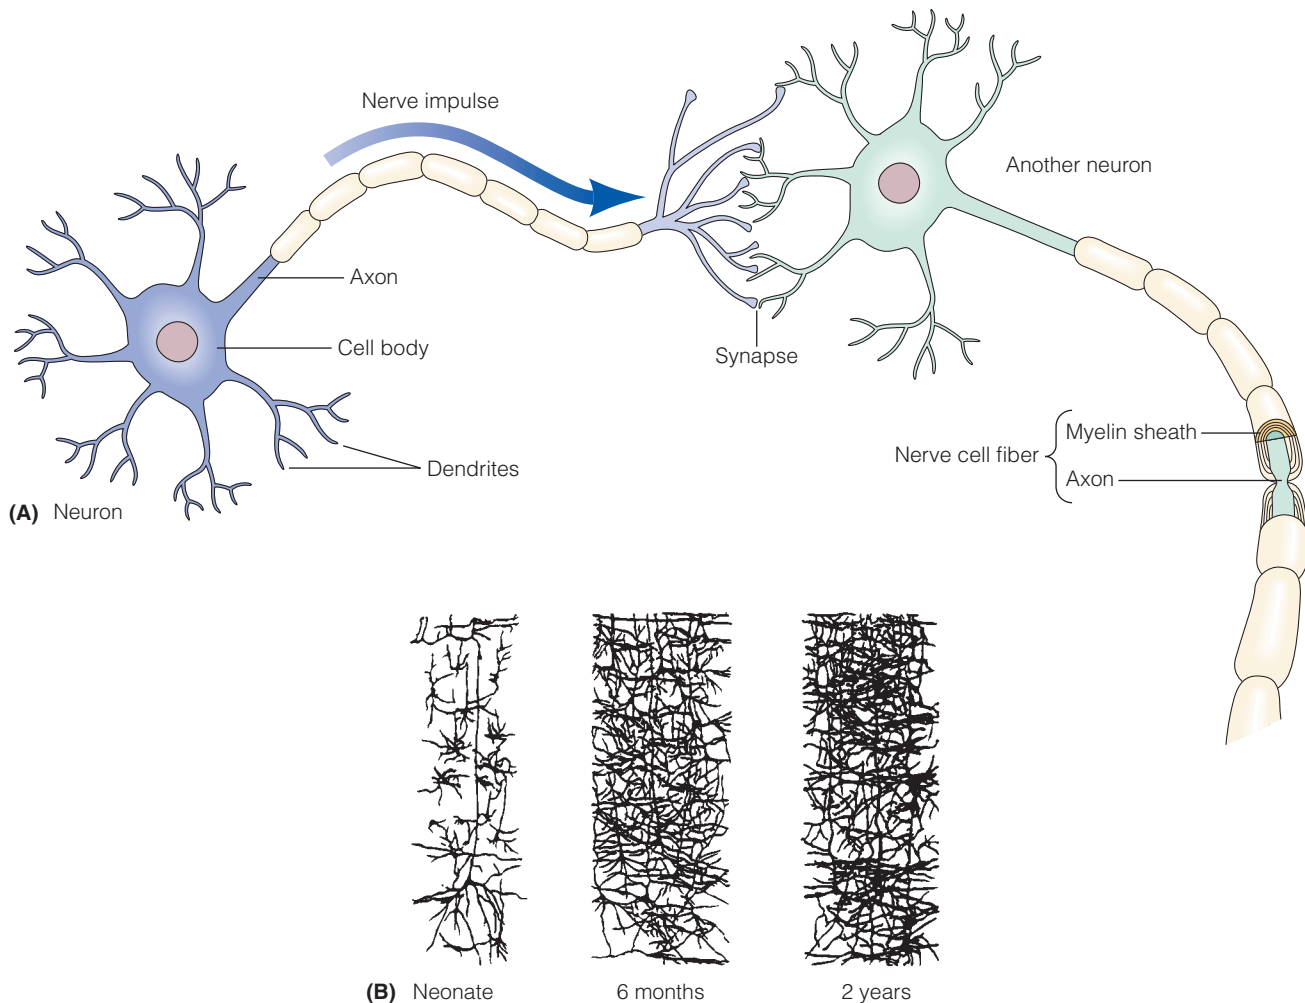 Nerve impulse
Another neuron
Axon
Cell body
Synapse
Dendrites
Nerve cell fiber
Myelin sheath
Axon
(A) Neuron
(B) Neonate
6 months
2 years